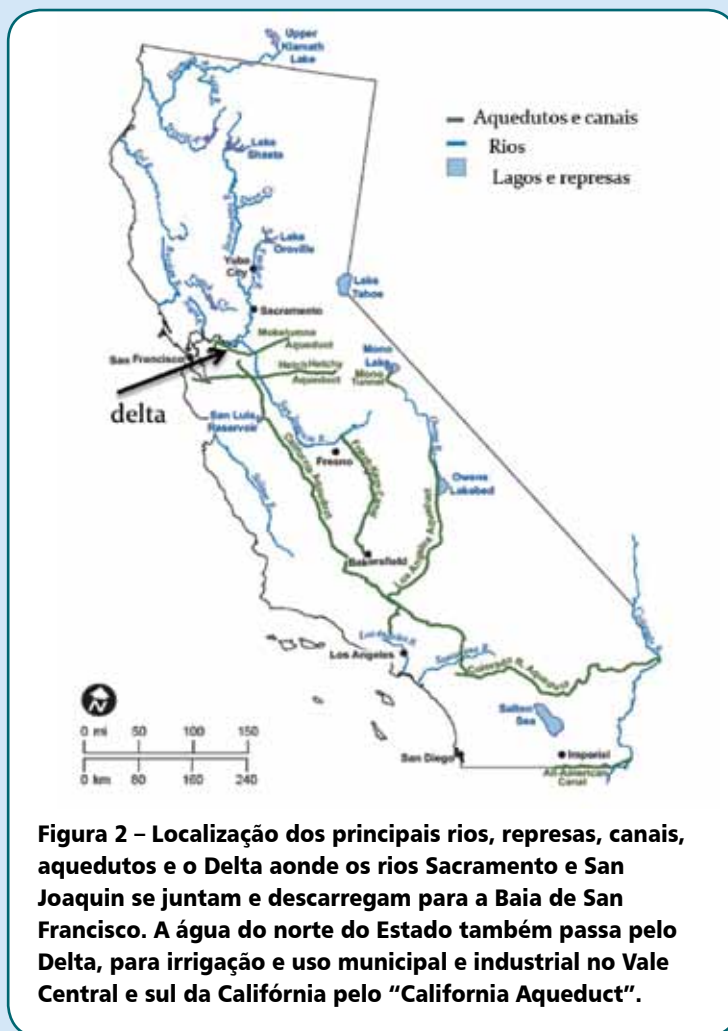 Upper
Klamath
Lake
Aquedutos e canais
Rios
Lagos e represas
Lake
Shasta
Lake
Oroville
Yuba
City
Lake
Tahoe
Sacramento
Mokelumne
Aqueduct
San Francisco
Hetch Hetchy
Aqueduct
Mono
Lake
Mono
Tunnel
delta
San Luis
Reservoir
Fresno
California Aqueduct
Owens
Lakebed
Los Angeles Aqueduct
Bakersfield
Los Angeles
Colorado R. Aqueduct
Salton
Sea
N
0 mi 50 100 150
0 km 80 160 240
San Diego
Imperial
All-American
Canal
Figura 2 – Localização dos principais rios, represas, canais,
aquedutos e o Delta aonde os rios Sacramento e San
Joaquin se juntam e descarregam para a Baia de San
Francisco. A água do norte do Estado também passa pelo
Delta, para irrigação e uso municipal e industrial no Vale
Central e sul da Califórnia pelo “California Aqueduct”.